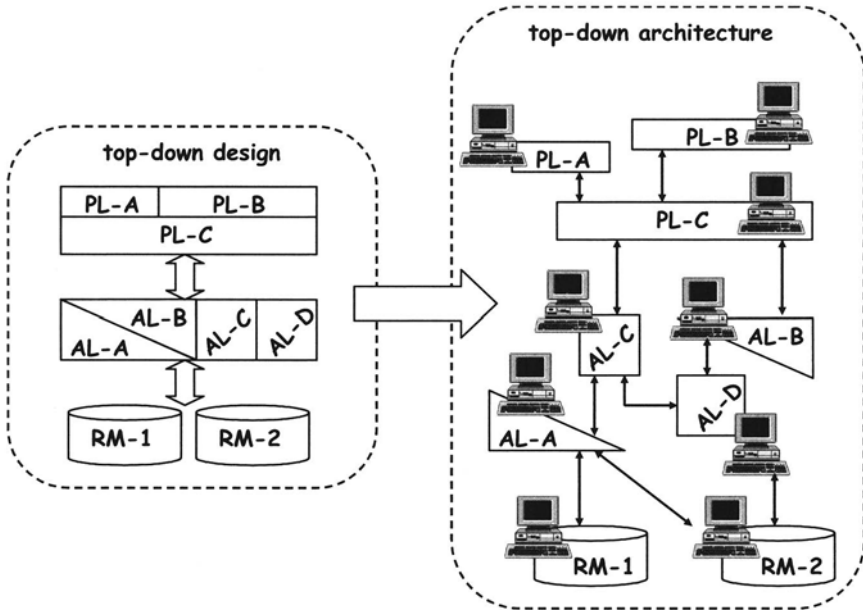 top-down design
PL-A
PL-B
PL-C
AL-B
AL-A
AL-C
AL-D
RM-1
RM-2
top-down architecture
PL-A
PL-B
PL-C
AL-C
AL-B
AL-D
AL-A
RM-1
RM-2